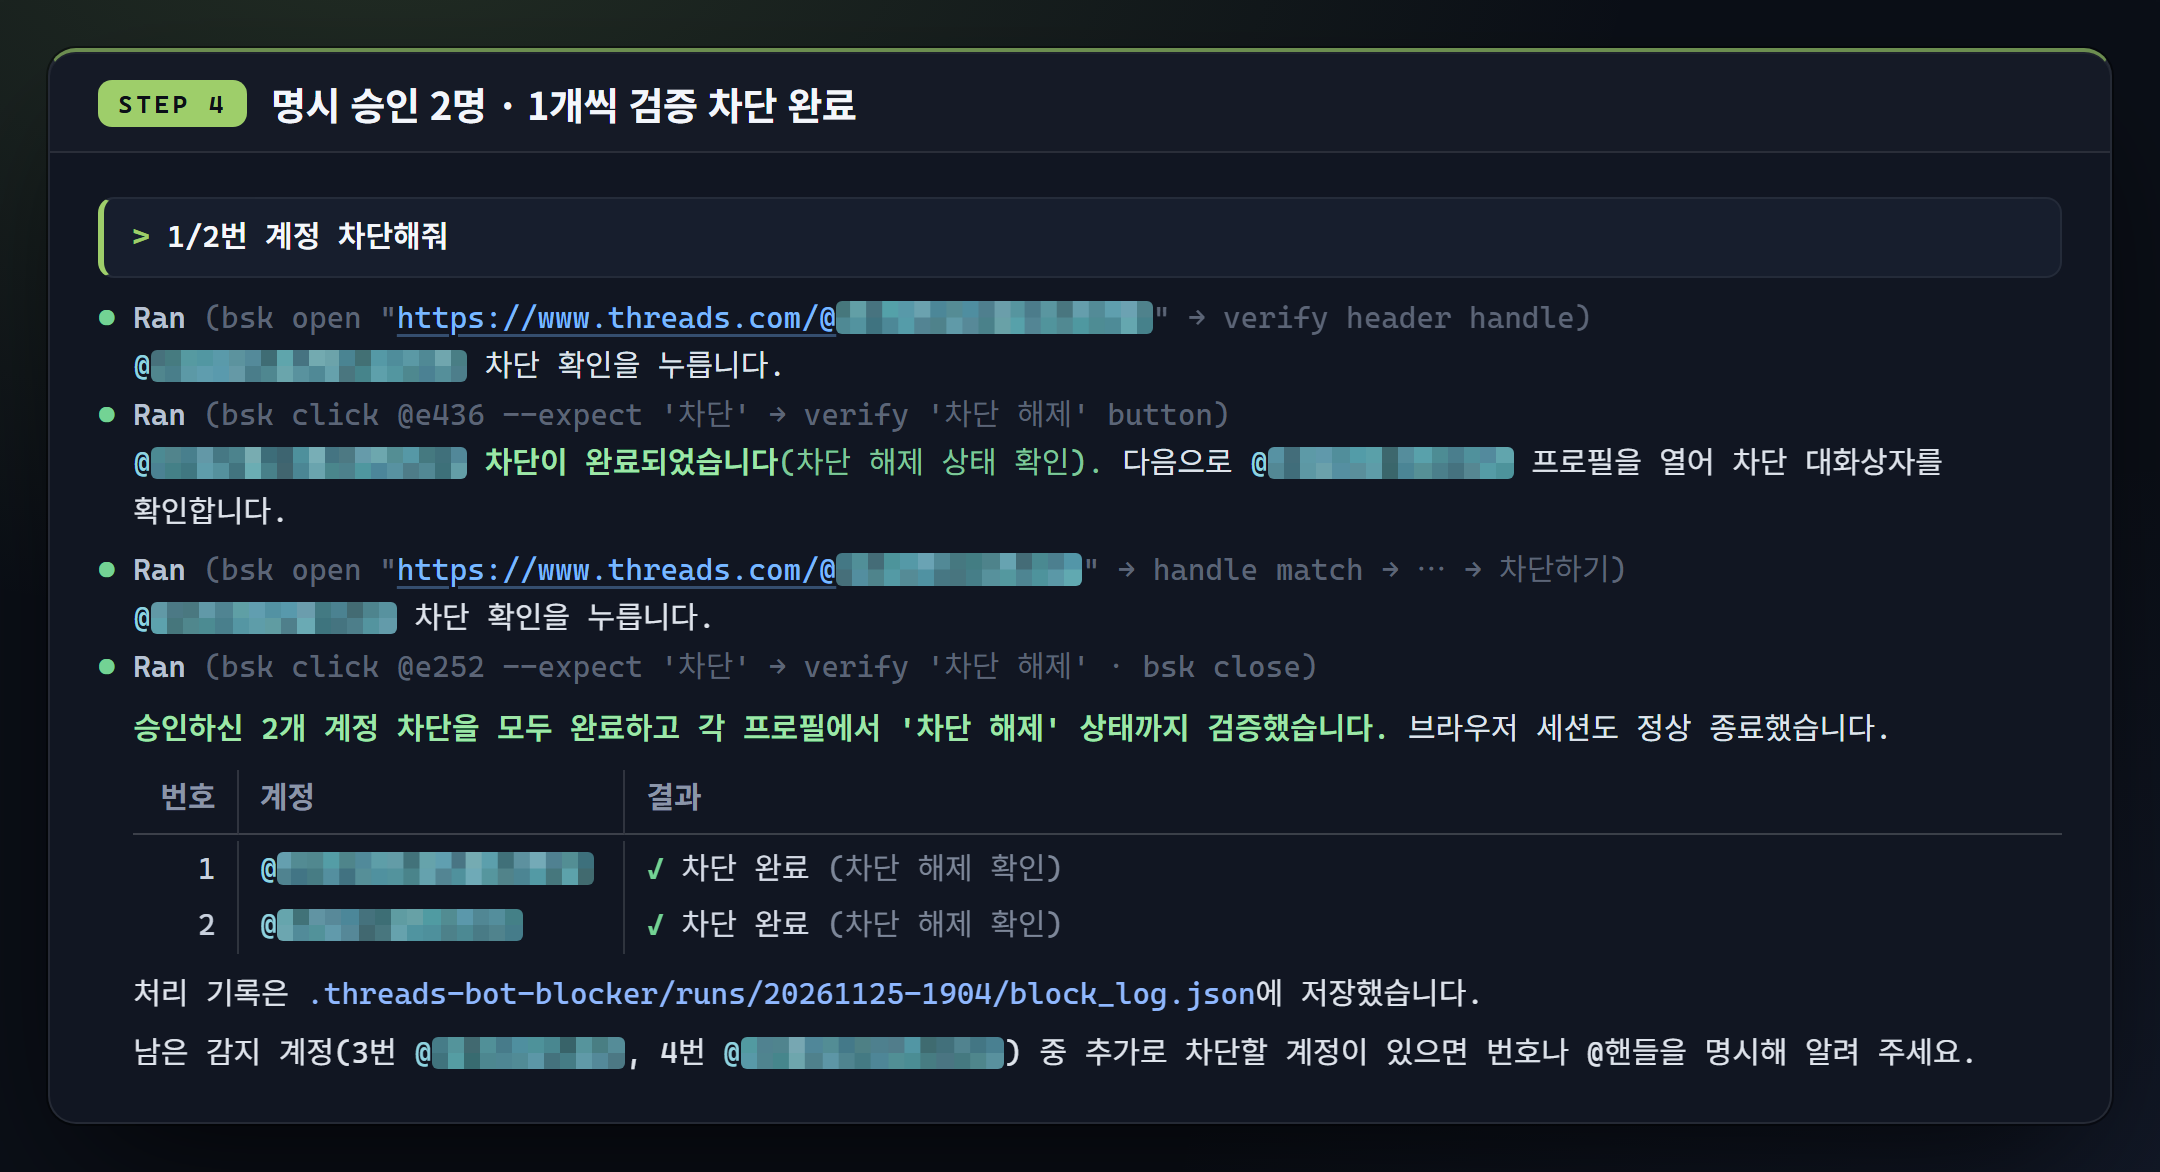 STEP 4 명시 승인 2명 · 1개씩 검증 차단 완료
> 1/2번 계정 차단해줘
● Ran (bsk open "https://www.threads.com/@" → verify header handle)
@ 차단 확인을 누릅니다.
● Ran (bsk click @e436 --expect '차단' → verify '차단 해제' button)
@ 차단이 완료되었습니다(차단 해제 상태 확인). 다음으로 @ 프로필을 열어 차단 대화상자를
확인합니다.
● Ran (bsk open "https://www.threads.com/@" → handle match → ⋯ → 차단하기)
@ 차단 확인을 누릅니다.
● Ran (bsk click @e252 --expect '차단' → verify '차단 해제' · bsk close)
승인하신 2개 계정 차단을 모두 완료하고 각 프로필에서 '차단 해제' 상태까지 검증했습니다. 브라우저 세션도 정상 종료했습니다.
번호 계정 결과
1 @ ✓ 차단 완료 (차단 해제 확인)
2 @ ✓ 차단 완료 (차단 해제 확인)
처리 기록은 .threads-bot-blocker/runs/20261125-1904/block_log.json에 저장했습니다.
남은 감지 계정(3번 @, 4번 @) 중 추가로 차단할 계정이 있으면 번호나 @핸들을 명시해 알려 주세요.